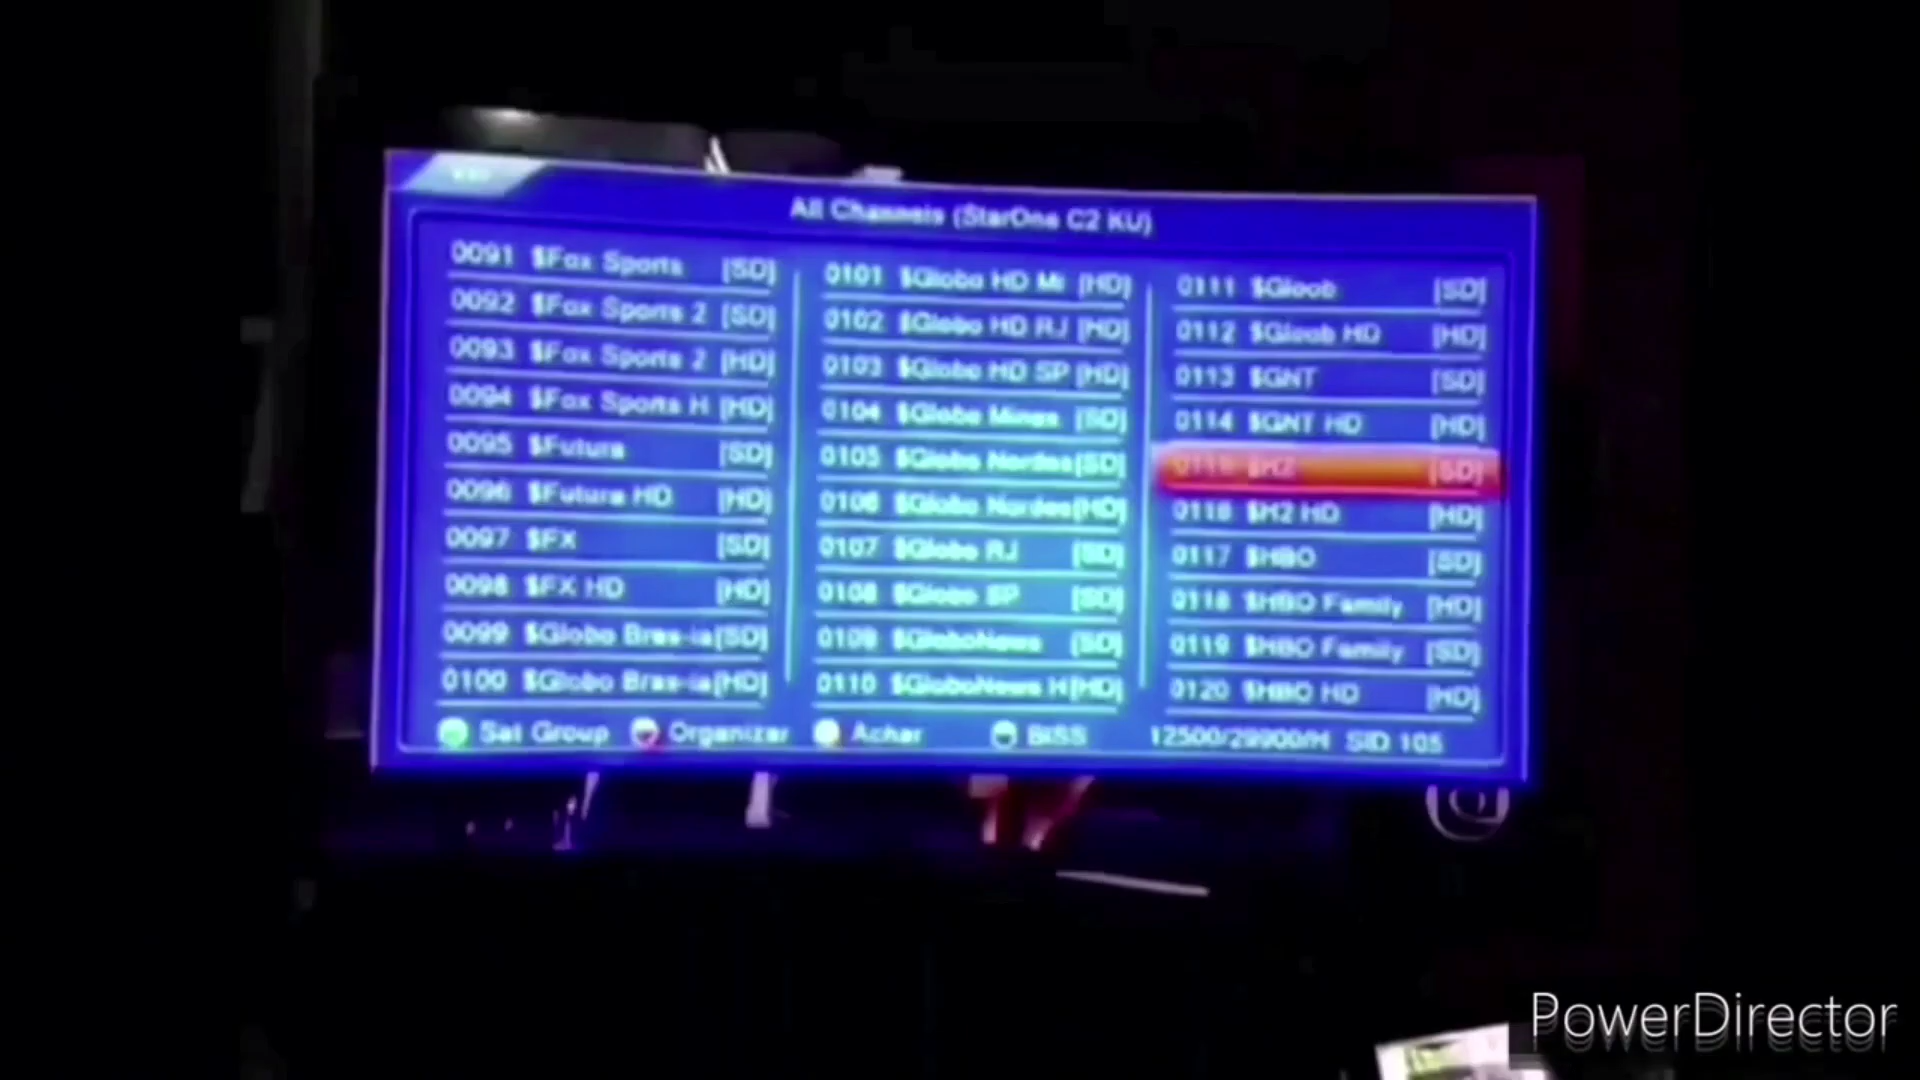 All Channels (StarOne C2 KU)
0091 $Fox Sports [SD]
0092 $Fox Sports 2 [SD]
0093 $Fox Sports 2 [HD]
0094 $Fox Sports H [HD]
0095 $Futura [SD]
0096 $Futura HD [HD]
0097 $FX [SD]
0098 $FX HD [HD]
0099 $Globo [SD]
0100 $Globo [HD]
0101 $Globo HD Mi [HD]
0102 $Globo HD RJ [HD]
0103 $Globo HD SP [HD]
0104 $Globo Minas [SD]
0105 $Globo Nordes[SD]
0106 $Globo Nordes[HD]
0107 $Globo RJ [SD]
0108 $Globo SP [SD]
0109 $GloboNews [SD]
0110 $GloboNews H[HD]
0111 $Gloob [SD]
0112 $Gloob HD [HD]
0113 $GNT [SD]
0114 $GNT HD [HD]
0115 $H2 [SD]
0116 $H2 HD [HD]
0117 $HBO [SD]
0118 $HBO Family [HD]
0119 $HBO Family [SD]
0120 $HBO HD [HD]
Sat Group Organizar Achar BISS 12500/29900/H SID 105
PowerDirector